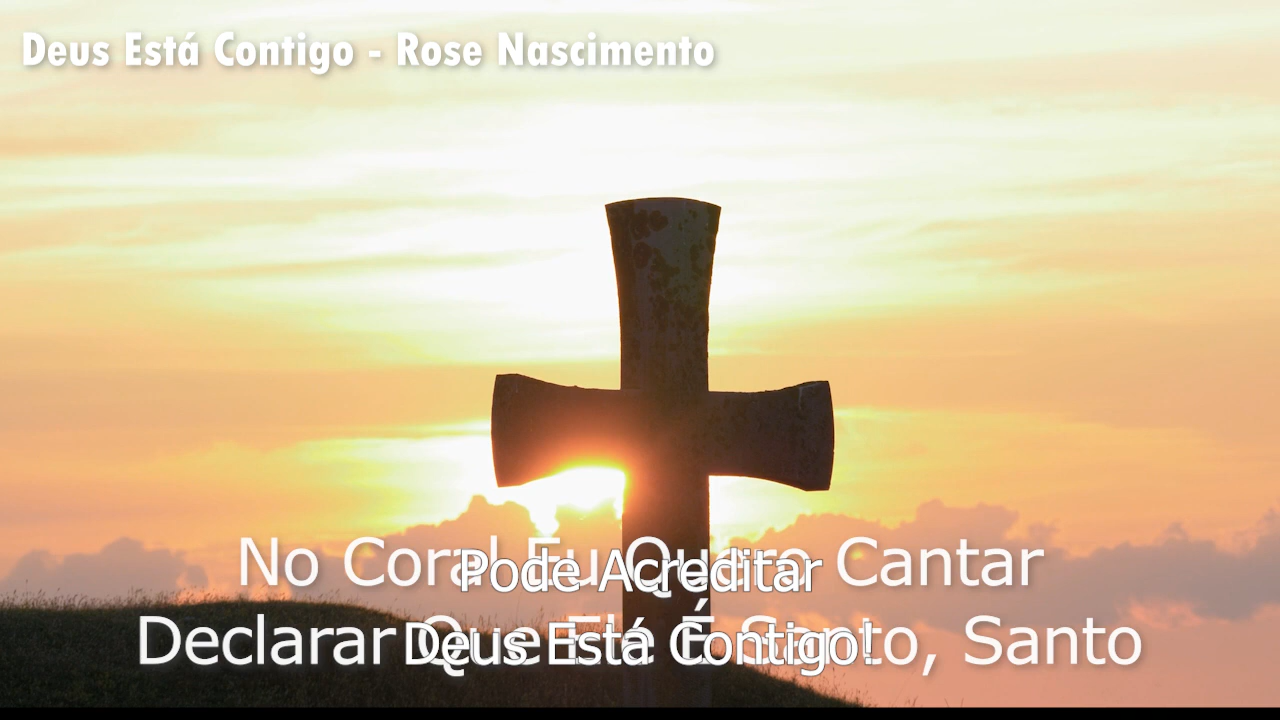 Deus Está Contigo - Rose Nascimento
No Coral Eu Quero Cantar
Pode Acreditar
Declarar Que Ele É Santo, Santo
Deus Está Contigo!